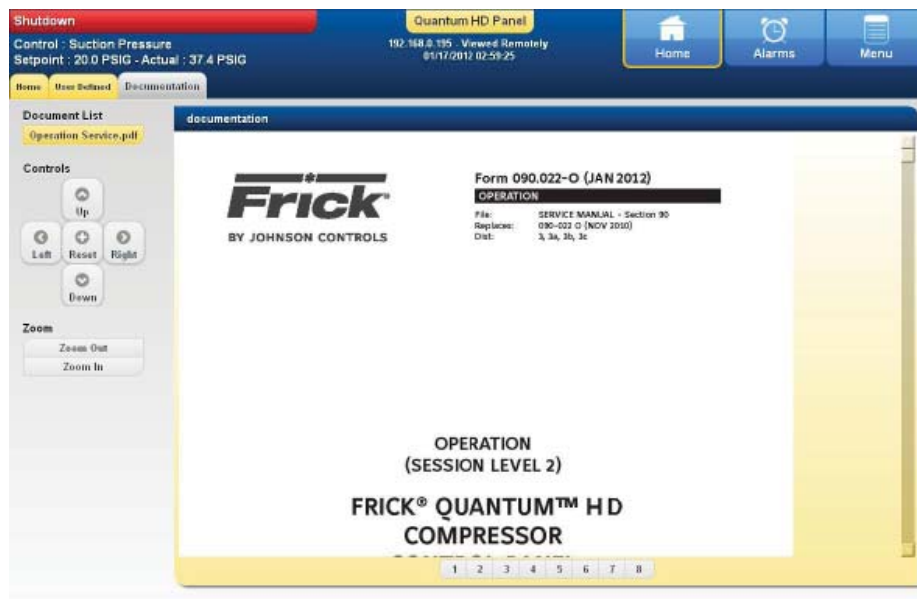 Shutdown
Control : Suction Pressure
Setpoint : 20.0 PSIG - Actual : 37.4 PSIG
Quantum HD Panel
192.168.0.195 - Viewed Remotely
01/17/2012 02:59:25
Home
Alarms
Menu
Home User Defined Documentation
Document List
Operation Service.pdf
Controls
Up
Left Reset Right
Down
Zoom
Zoom Out
Zoom In
documentation
Frick
BY JOHNSON CONTROLS
Form 090.022-O (JAN 2012)
OPERATION
File: SERVICE MANUAL - Section 90
Replaces: 090-022 O (NOV 2010)
Dist: 3, 3a, 3b, 3c
OPERATION
(SESSION LEVEL 2)
FRICK® QUANTUM™ HD
COMPRESSOR
1 2 3 4 5 6 7 8